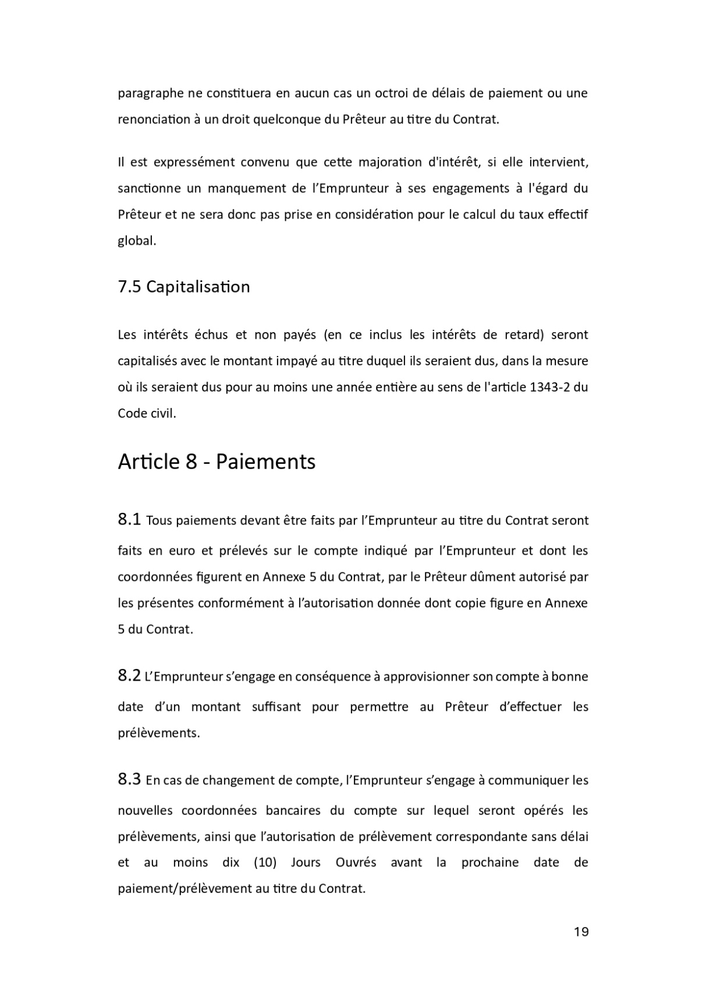 paragraphe ne constituera en aucun cas un octroi de délais de paiement ou une
renonciation à un droit quelconque du Prêteur au titre du Contrat.
Il est expressément convenu que cette majoration d'intérêt, si elle intervient,
sanctionne un manquement de l’Emprunteur à ses engagements à l'égard du
Prêteur et ne sera donc pas prise en considération pour le calcul du taux effectif
global.
7.5 Capitalisation
Les intérêts échus et non payés (en ce inclus les intérêts de retard) seront
capitalisés avec le montant impayé au titre duquel ils seraient dus, dans la mesure
où ils seraient dus pour au moins une année entière au sens de l'article 1343-2 du
Code civil.
Article 8 - Paiements
8.1 Tous paiements devant être faits par l’Emprunteur au titre du Contrat seront
faits en euro et prélevés sur le compte indiqué par l’Emprunteur et dont les
coordonnées figurent en Annexe 5 du Contrat, par le Prêteur dûment autorisé par
les présentes conformément à l’autorisation donnée dont copie figure en Annexe
5 du Contrat.
8.2 L’Emprunteur s’engage en conséquence à approvisionner son compte à bonne
date d’un montant suffisant pour permettre au Prêteur d’effectuer les
prélèvements.
8.3 En cas de changement de compte, l’Emprunteur s’engage à communiquer les
nouvelles coordonnées bancaires du compte sur lequel seront opérés les
prélèvements, ainsi que l’autorisation de prélèvement correspondante sans délai
et au moins dix (10) Jours Ouvrés avant la prochaine date de
paiement/prélèvement au titre du Contrat.
19